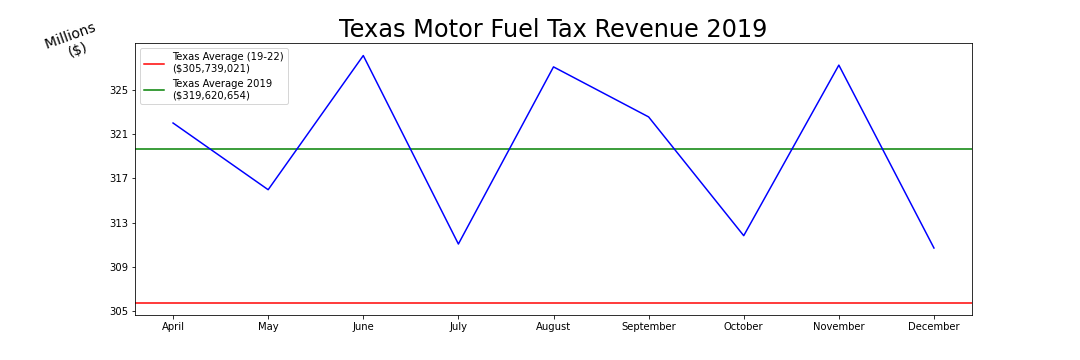 Texas Motor Fuel Tax Revenue 2019
Millions
($)
Texas Average (19-22)
($305,739,021)
Texas Average 2019
($319,620,654)
325
321
317
313
309
305
April May June July August September October November December